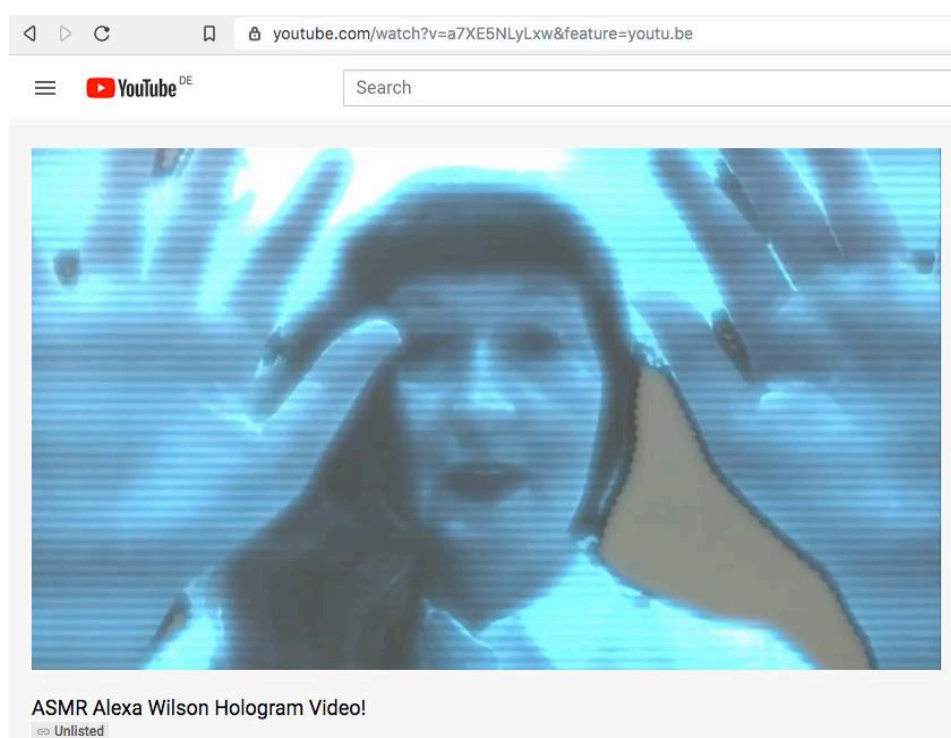 youtube.com/watch?v=a7XE5NLyLxw&feature=youtu.be
YouTube DE
Search
ASMR Alexa Wilson Hologram Video!
Unlisted